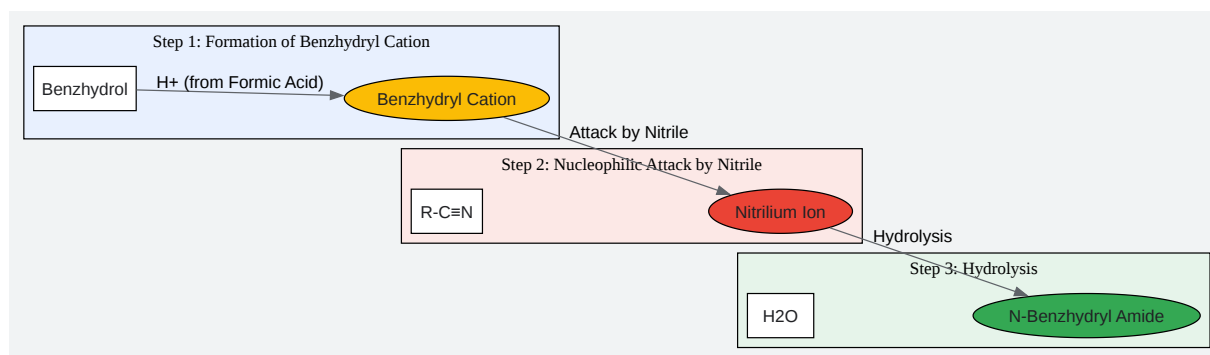 Step 1: Formation of Benzhydryl Cation
Benzhydrol
H+ (from Formic Acid)
Benzhydryl Cation
Attack by Nitrile
Step 2: Nucleophilic Attack by Nitrile
R-C≡N
Nitrilium Ion
Hydrolysis
Step 3: Hydrolysis
H2O
N-Benzhydryl Amide